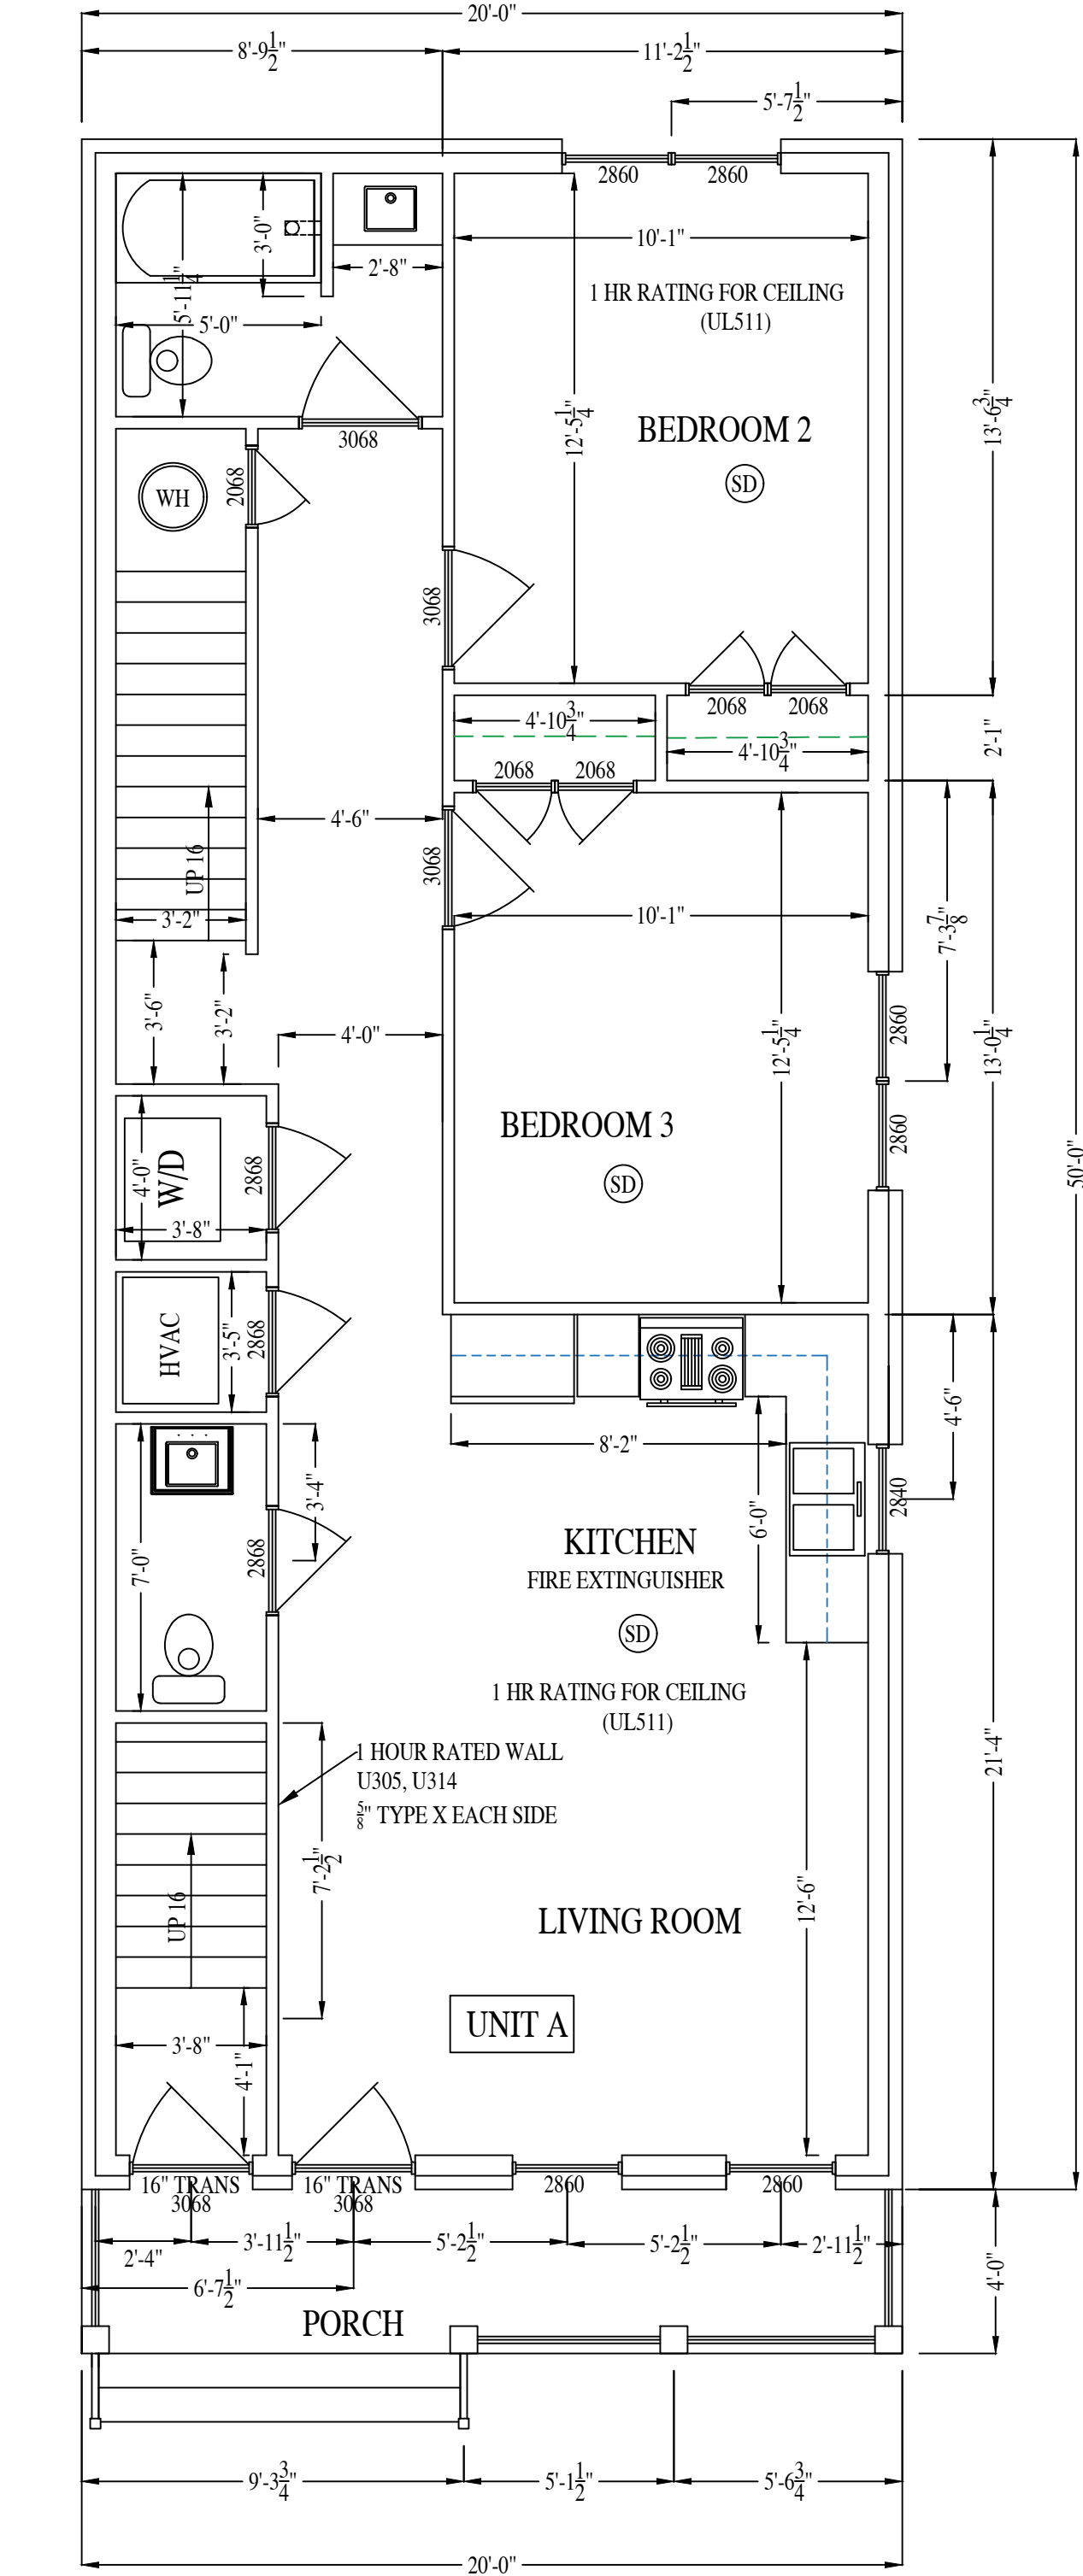 20'-0"
8'-9 1/2"
11'-2 1/2"
5'-7 1/2"
2860
2860
3'-0"
5'-11 1/4"
2'-8"
10'-1"
5'-0"
1 HR RATING FOR CEILING
(UL511)
12'-5 1/4"
13'-6 3/4"
BEDROOM 2
3068
SD
WH
2068
3068
2068
2068
4'-10 3/4"
4'-10 3/4"
2'-1"
2068
2068
4'-6"
UP 16
3068
3'-2"
10'-1"
7'-3 7/8"
3'-6"
3'-2"
4'-0"
12'-5 1/4"
2860
13'-0 1/4"
BEDROOM 3
2860
50'-0"
SD
4'-0"
W/D
2868
3'-8"
HVAC
3'-5"
2868
4'-6"
8'-2"
3'-4"
2840
6'-0"
KITCHEN
FIRE EXTINGUISHER
7'-0"
2868
SD
1 HR RATING FOR CEILING
(UL511)
1 HOUR RATED WALL
U305, U314
5/8" TYPE X EACH SIDE
21'-4"
7'-2 1/2"
12'-6"
UP 16
LIVING ROOM
UNIT A
3'-8"
4'-1"
16" TRANS
3068
16" TRANS
3068
2860
2860
2'-4"
3'-11 1/2"
5'-2 1/2"
5'-2 1/2"
2'-11 1/2"
6'-7 1/2"
4'-0"
PORCH
9'-3 3/4"
5'-1 1/2"
5'-6 3/4"
20'-0"